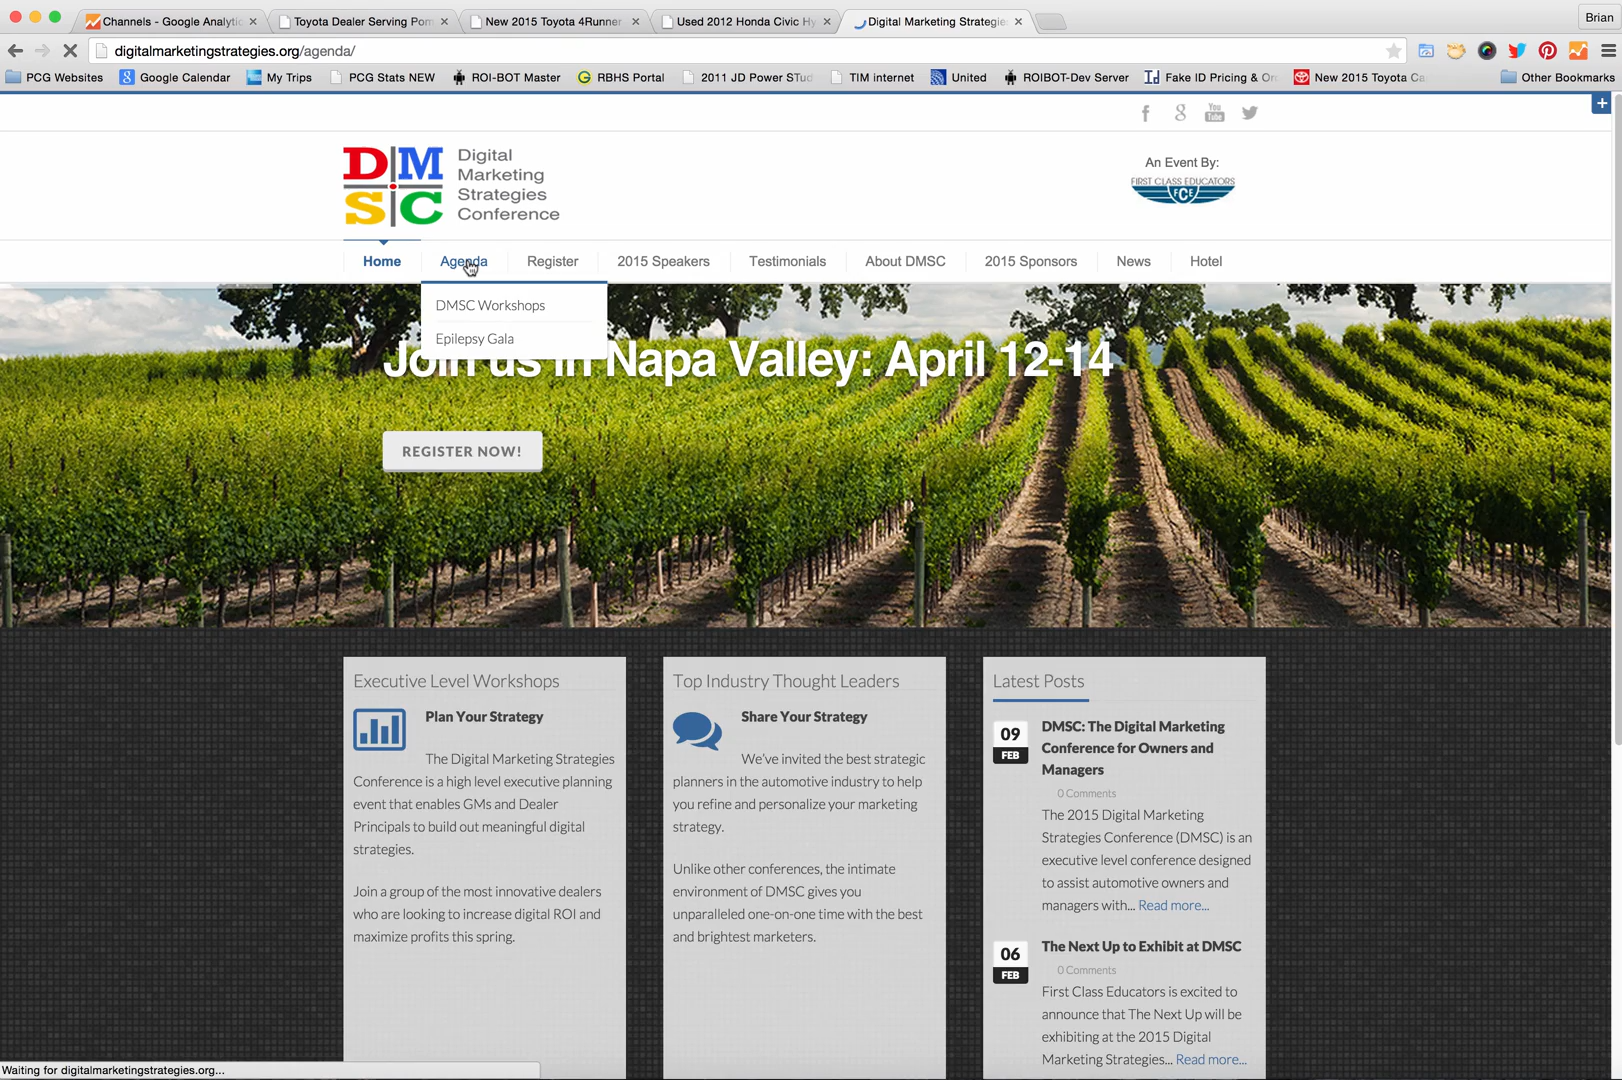 Channels - Google Analytic
Toyota Dealer Serving Pom
New 2015 Toyota 4Runner
Used 2012 Honda Civic Hy
Digital Marketing Strategie
Brian
digitalmarketingstrategies.org/agenda/
PCG Websites
Google Calendar
My Trips
PCG Stats NEW
ROI-BOT Master
RBHS Portal
2011 JD Power STud
TIM internet
United
ROIBOT-Dev Server
Fake ID Pricing & Or
New 2015 Toyota Ca
Other Bookmarks
You
Tube
DM
SC
Digital
Marketing
Strategies
Conference
An Event By:
FIRST CLASS EDUCATORS
FCE
Home
Agenda
Register
2015 Speakers
Testimonials
About DMSC
2015 Sponsors
News
Hotel
DMSC Workshops
Epilepsy Gala
Join us in Napa Valley: April 12-14
REGISTER NOW!
Executive Level Workshops
Plan Your Strategy
The Digital Marketing Strategies
Conference is a high level executive planning
event that enables GMs and Dealer
Principals to build out meaningful digital
strategies.
Join a group of the most innovative dealers
who are looking to increase digital ROI and
maximize profits this spring.
Top Industry Thought Leaders
Share Your Strategy
We've invited the best strategic
planners in the automotive industry to help
you refine and personalize your marketing
strategy.
Unlike other conferences, the intimate
environment of DMSC gives you
unparalleled one-on-one time with the best
and brightest marketers.
Latest Posts
09
FEB
DMSC: The Digital Marketing
Conference for Owners and
Managers
0 Comments
The 2015 Digital Marketing
Strategies Conference (DMSC) is an
executive level conference designed
to assist automotive owners and
managers with... Read more...
06
FEB
The Next Up to Exhibit at DMSC
0 Comments
First Class Educators is excited to
announce that The Next Up will be
exhibiting at the 2015 Digital
Marketing Strategies... Read more...
Waiting for digitalmarketingstrategies.org...